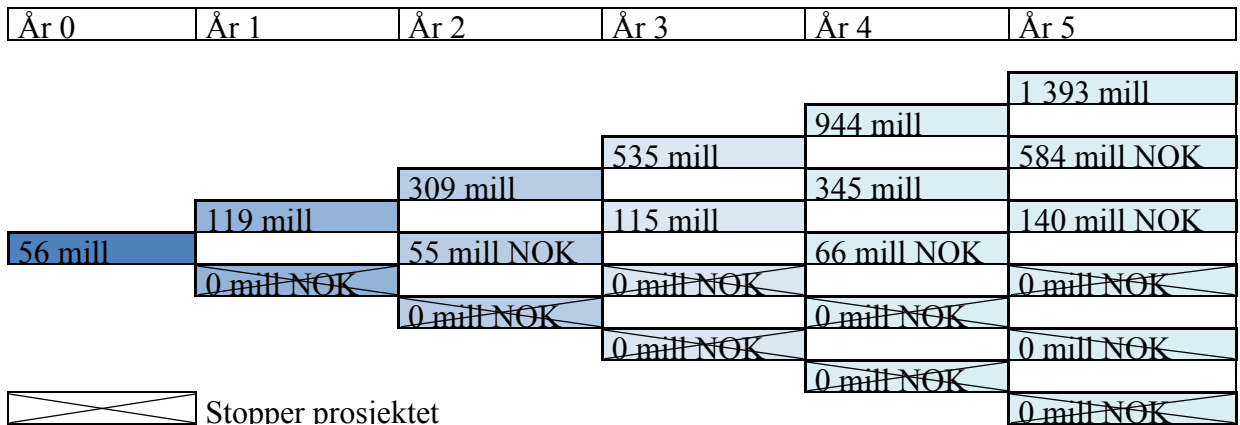 År 0 År 1 År 2 År 3 År 4 År 5
1 393 mill
944 mill
535 mill 584 mill NOK
309 mill 345 mill
119 mill 115 mill 140 mill NOK
56 mill 55 mill NOK 66 mill NOK
0 mill NOK 0 mill NOK 0 mill NOK
0 mill NOK 0 mill NOK
0 mill NOK 0 mill NOK
0 mill NOK
Stopper prosjektet 0 mill NOK